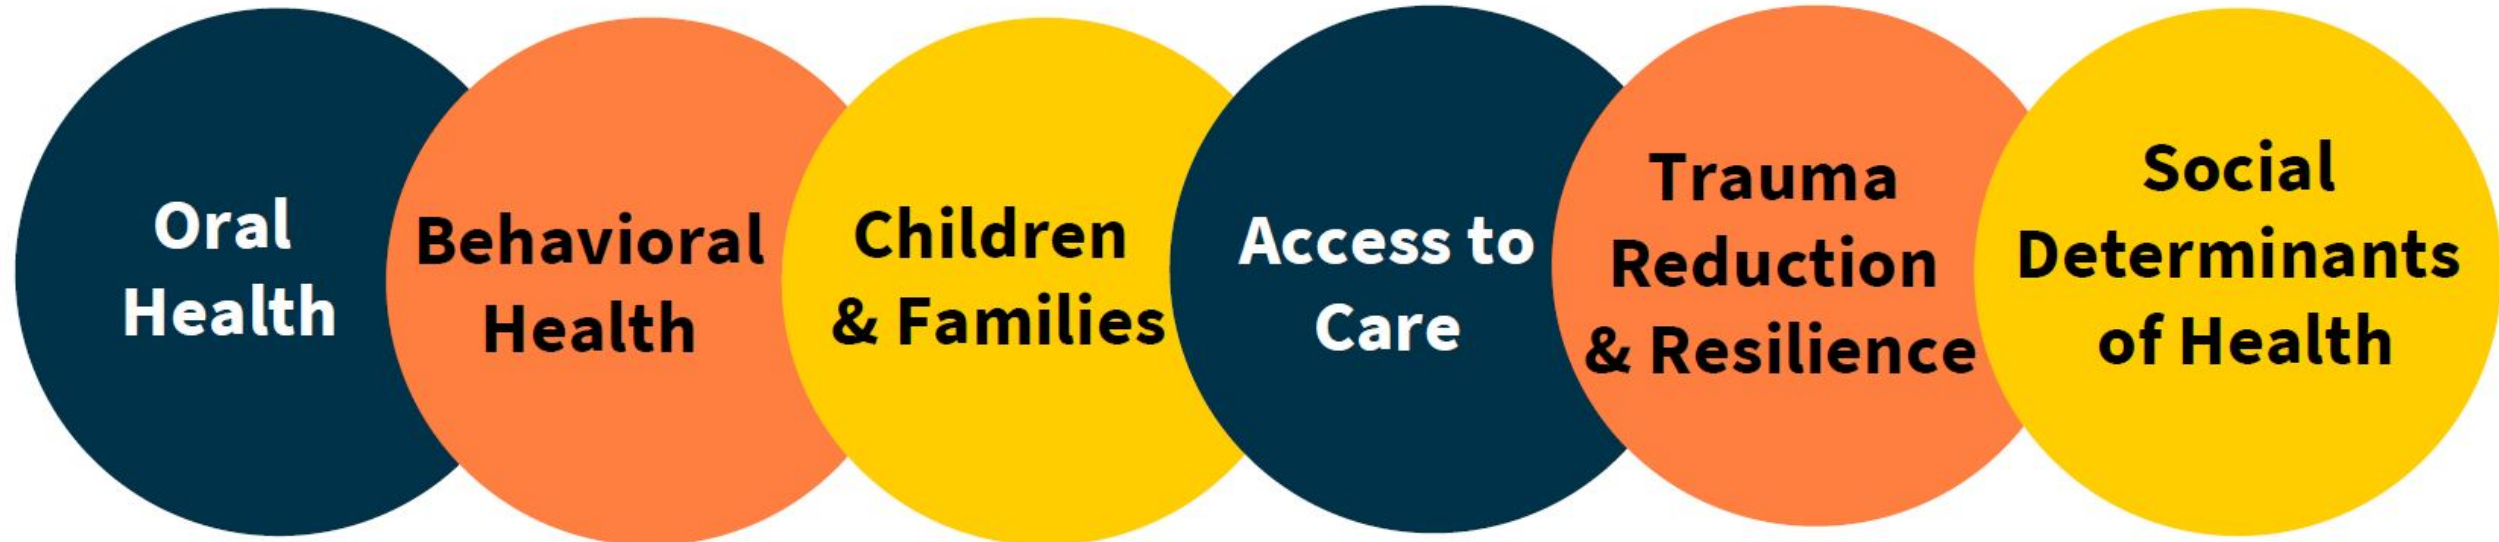 Oral
Health
Behavioral
Health
Children
& Families
Access to
Care
Trauma
Reduction
& Resilience
Social
Determinants
of Health